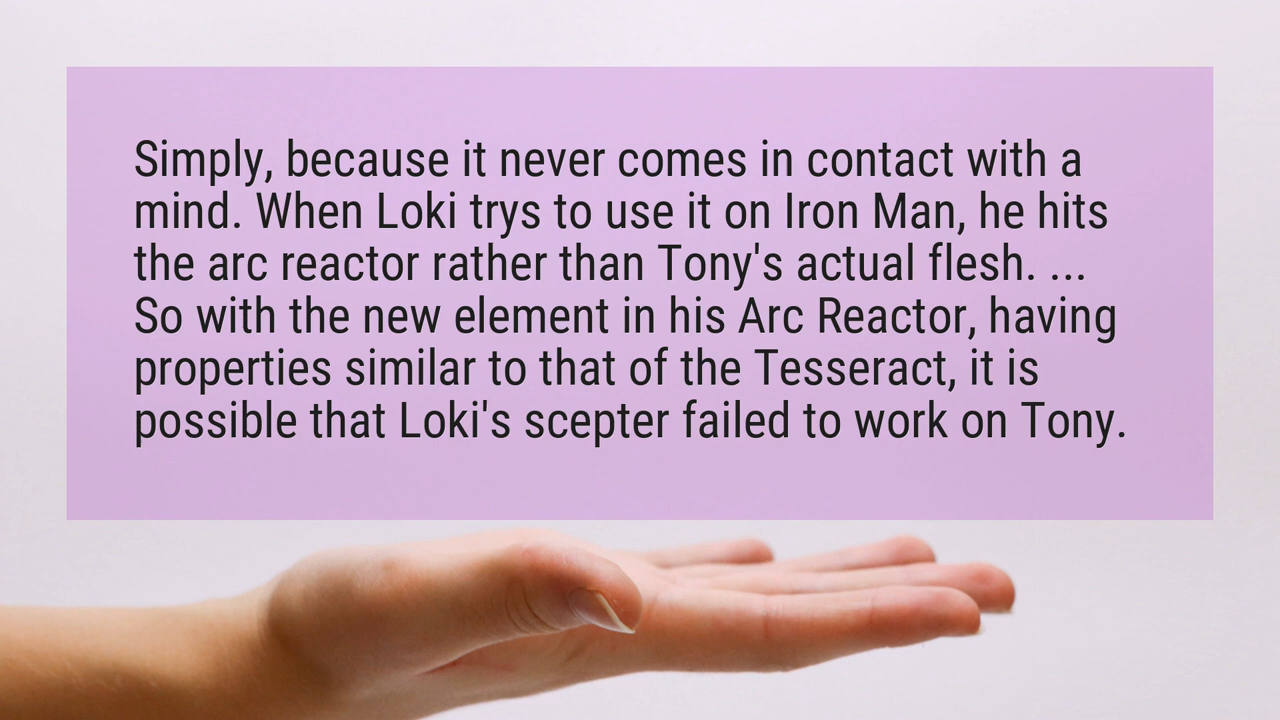 Simply, because it never comes in contact with a
mind. When Loki trys to use it on Iron Man, he hits
the arc reactor rather than Tony's actual flesh. ...
So with the new element in his Arc Reactor, having
properties similar to that of the Tesseract, it is
possible that Loki's scepter failed to work on Tony.